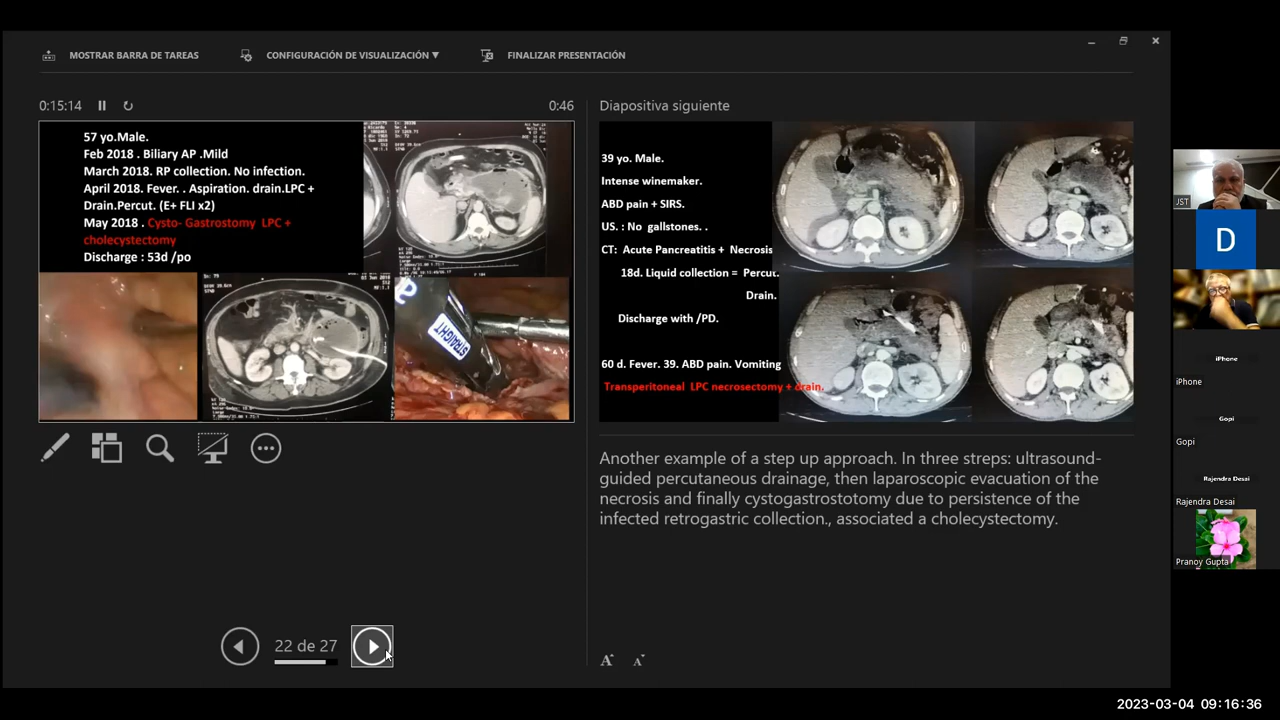 MOSTRAR BARRA DE TAREAS
CONFIGURACIÓN DE VISUALIZACIÓN ▼
FINALIZAR PRESENTACIÓN
0:15:14
0:46
Diapositiva siguiente
57 yo.Male.
Feb 2018 . Biliary AP .Mild
March 2018. RP collection. No infection.
April 2018. Fever. . Aspiration. drain.LPC +
Drain.Percut. (E+ FLI x2)
May 2018 . Cysto- Gastrostomy LPC +
cholecystectomy
Discharge : 53d /po
STRAIGHT
39 yo. Male.
Intense winemaker.
ABD pain + SIRS.
US. : No gallstones. .
CT: Acute Pancreatitis + Necrosis
18d. Liquid collection = Percut.
Drain.
Discharge with /PD.
60 d. Fever. 39. ABD pain. Vomiting
Transperitoneal LPC necrosectomy + drain.
Another example of a step up approach. In three streps: ultrasound-
guided percutaneous drainage, then laparoscopic evacuation of the
necrosis and finally cystogastrostotomy due to persistence of the
infected retrogastric collection., associated a cholecystectomy.
22 de 27
A A
JST
D
iPhone
iPhone
Gopi
Gopi
Rajendra Desai
Rajendra Desai
Pranoy Gupta
2023-03-04 09:16:36